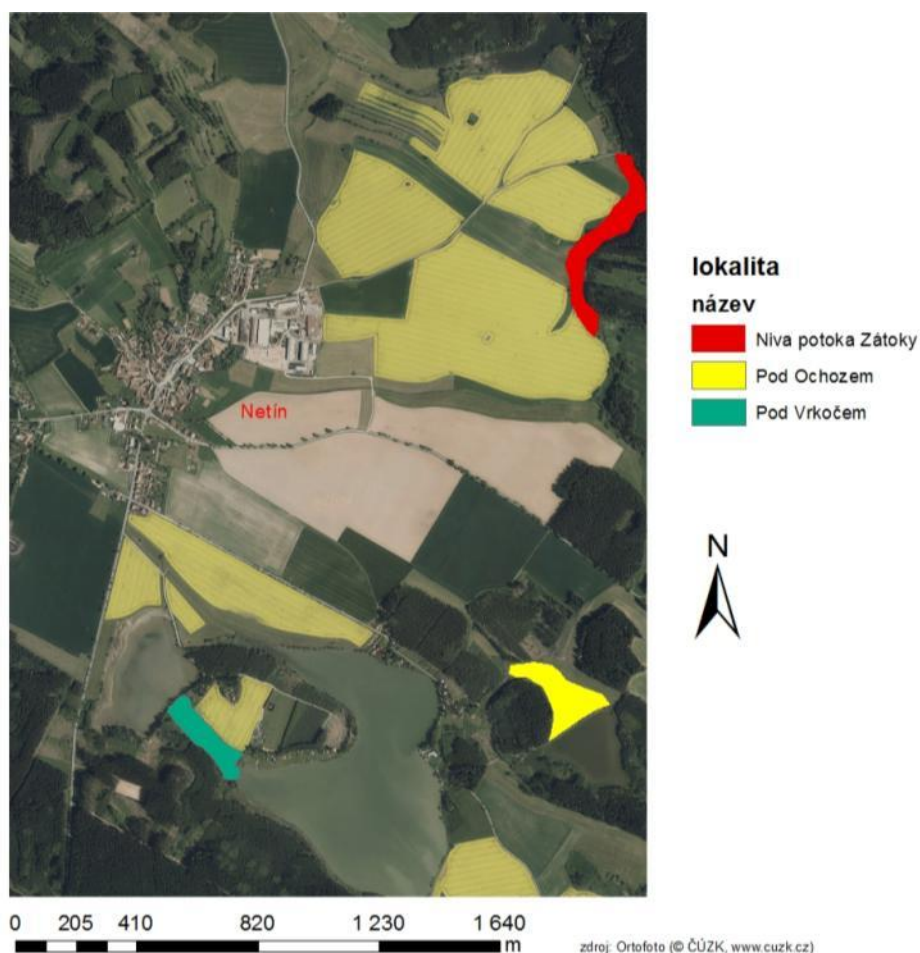 Netín
lokalita
název
Niva potoka Zátoky
Pod Ochozem
Pod Vrkočem
N
0 205 410 820 1 230 1 640
m
zdroj: Ortofoto (© ČÚZK, www.cuzk.cz)